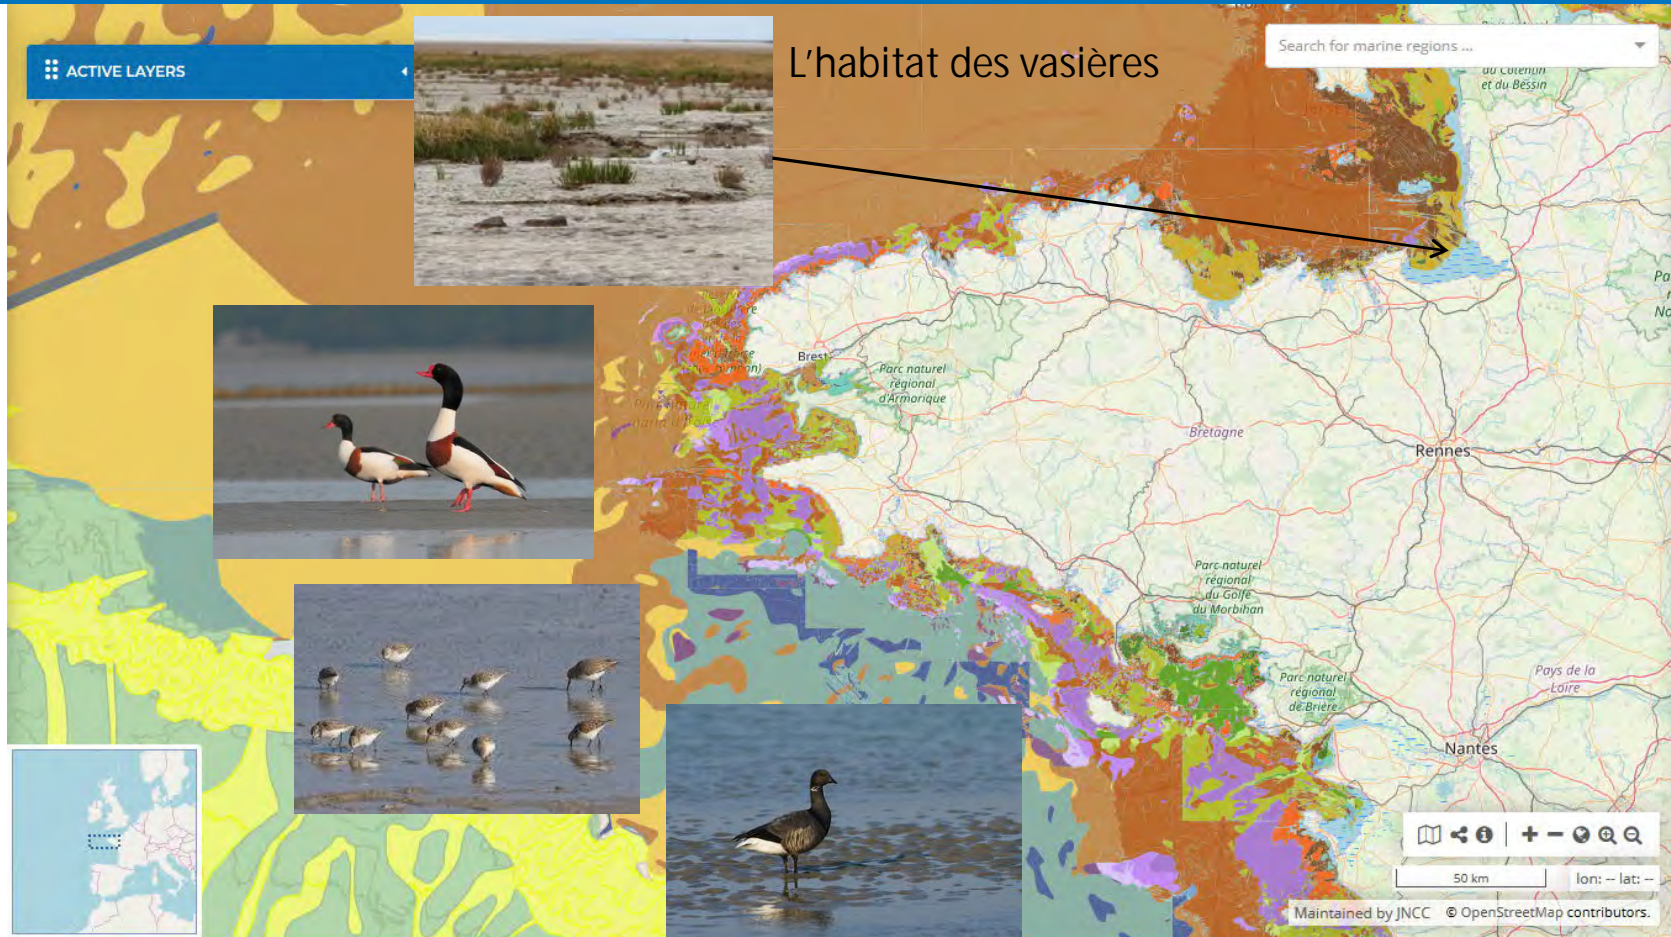 ACTIVE LAYERS
L'habitat des vasières
Search for marine regions ...
du Cotentin
et du Bessin
Brest
Parc naturel
régional
d'Armorique
Bretagne
Rennes
Parc naturel
régional
du Golfe
du Morbihan
Parc naturel
régional
de Brière
Pays de la
Loire
Nantes
50 km
lon: -- lat: --
Maintained by JNCC © OpenStreetMap contributors.